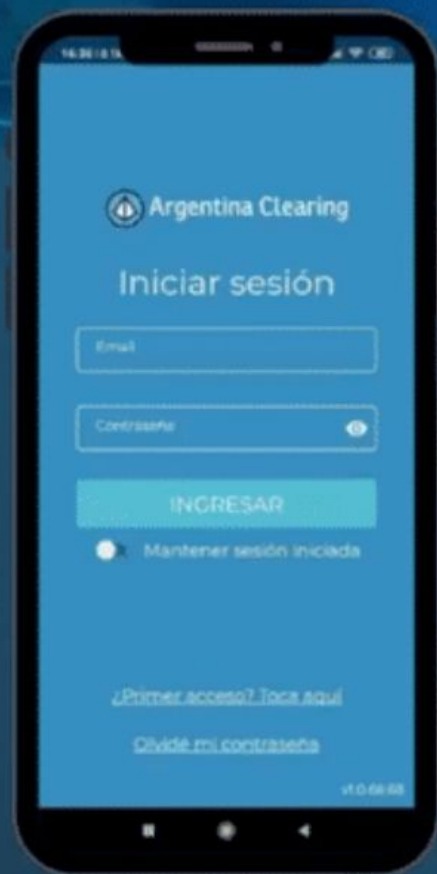 Argentina Clearing
Iniciar sesión
Email
Contraseña
INGRESAR
Mantener sesión iniciada
¿Primer acceso? Toca aquí
Olvidé mi contraseña